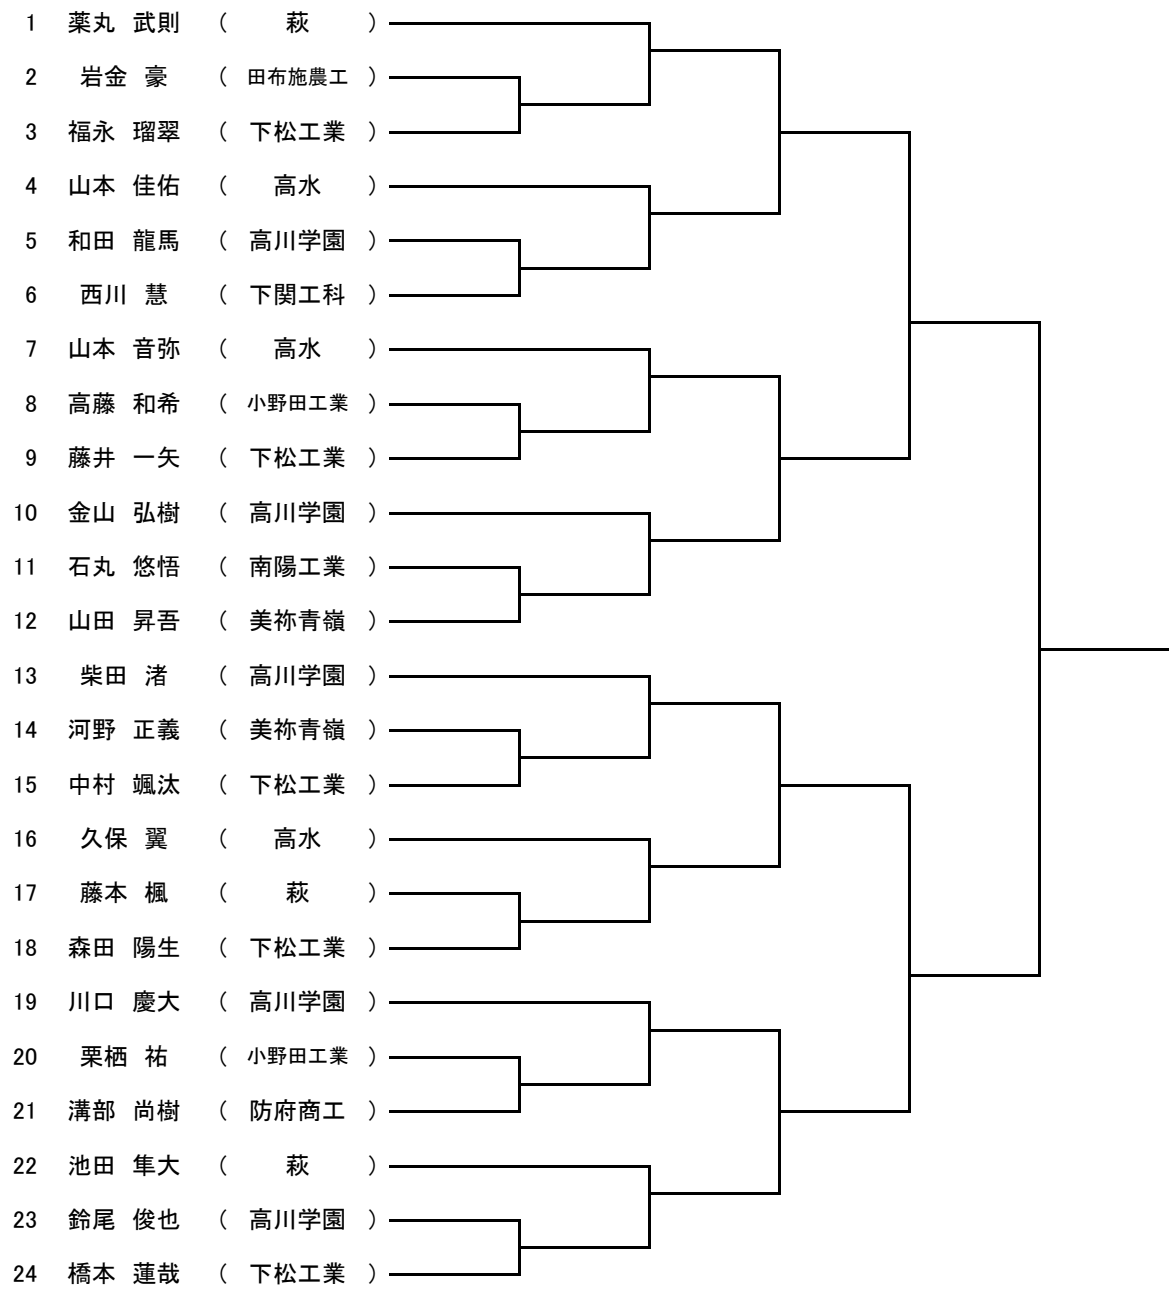 1 薬丸 武則 ( 萩 )
2 岩金 豪 ( 田布施農工 )
3 福永 瑠翠 ( 下松工業 )
4 山本 佳佑 ( 高水 )
5 和田 龍馬 ( 高川学園 )
6 西川 慧 ( 下関工科 )
7 山本 音弥 ( 高水 )
8 高藤 和希 ( 小野田工業 )
9 藤井 一矢 ( 下松工業 )
10 金山 弘樹 ( 高川学園 )
11 石丸 悠悟 ( 南陽工業 )
12 山田 昇吾 ( 美祢青嶺 )
13 柴田 渚 ( 高川学園 )
14 河野 正義 ( 美祢青嶺 )
15 中村 颯汰 ( 下松工業 )
16 久保 翼 ( 高水 )
17 藤本 楓 ( 萩 )
18 森田 陽生 ( 下松工業 )
19 川口 慶大 ( 高川学園 )
20 栗栖 祐 ( 小野田工業 )
21 溝部 尚樹 ( 防府商工 )
22 池田 隼大 ( 萩 )
23 鈴尾 俊也 ( 高川学園 )
24 橋本 蓮哉 ( 下松工業 )